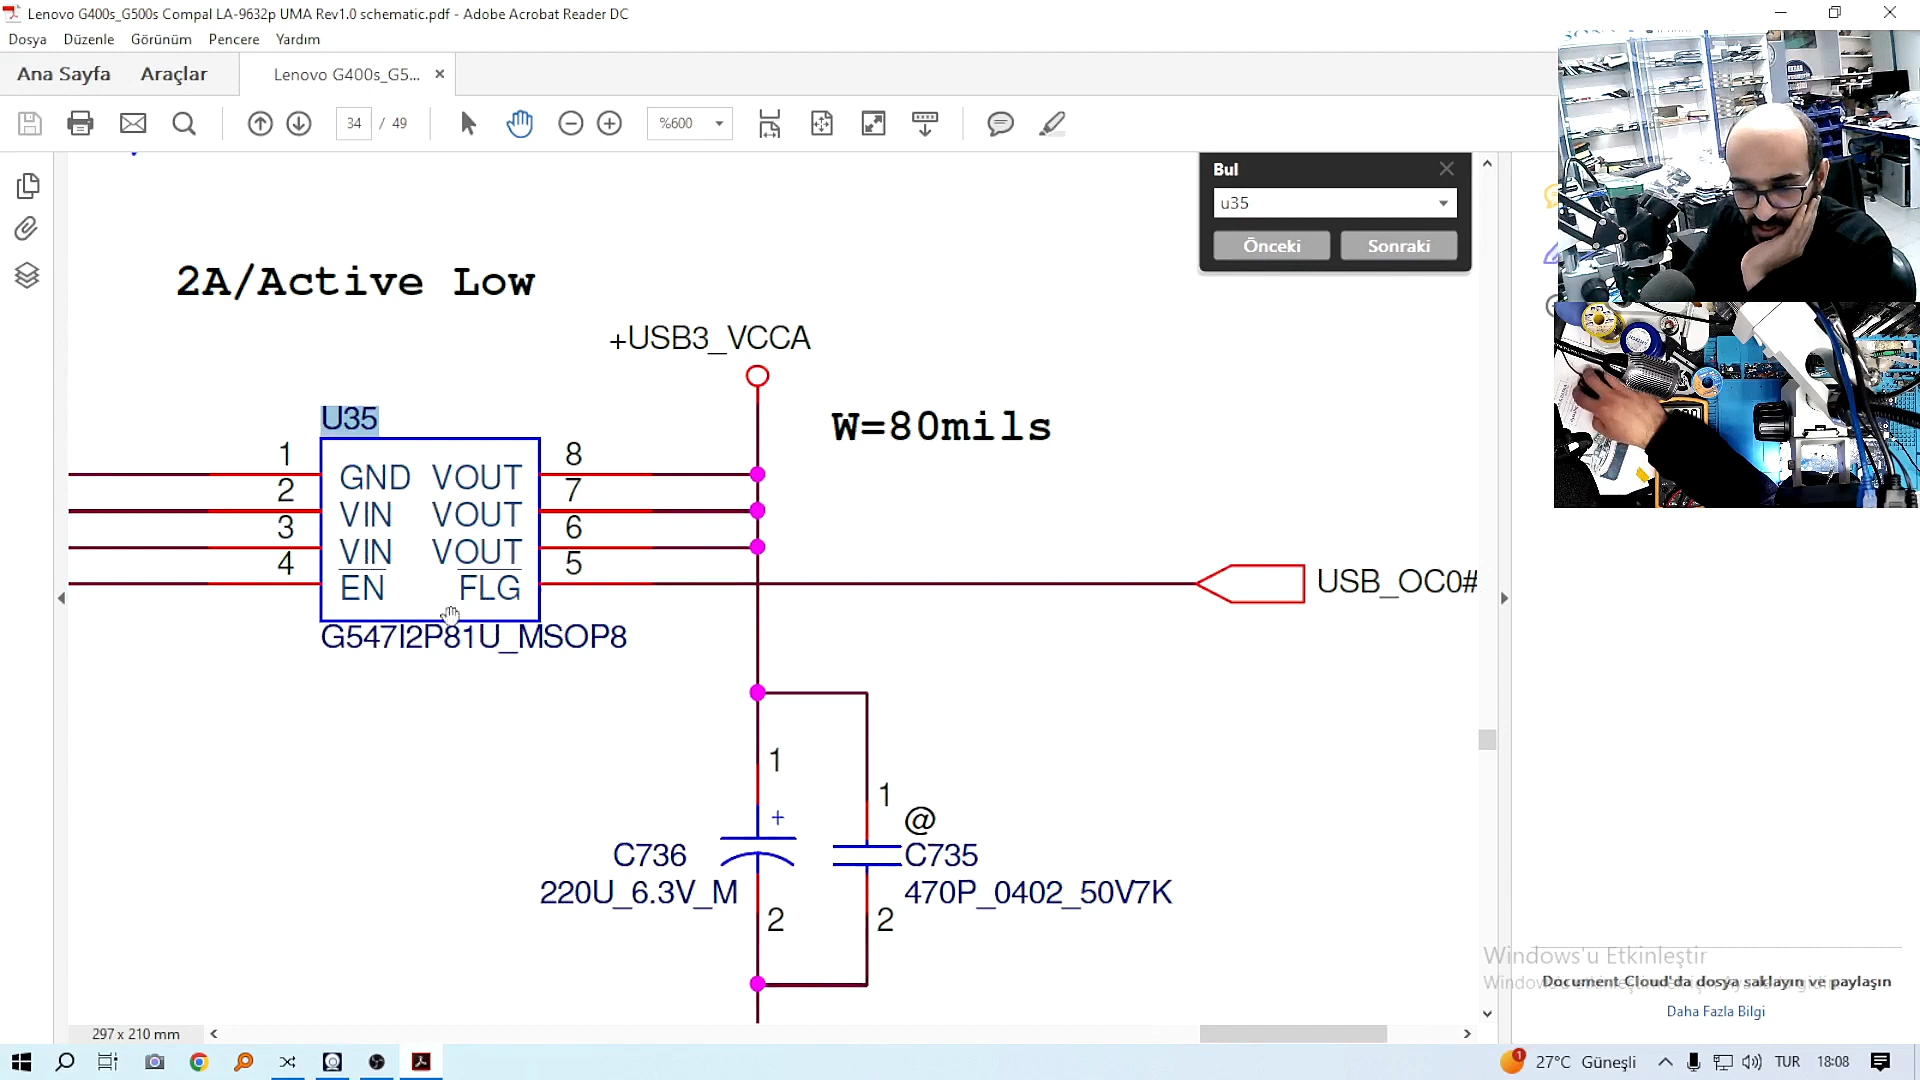 Lenovo G400s_G500s Compal LA-9632p UMA Rev1.0 schematic.pdf - Adobe Acrobat Reader DC
Dosya Düzenle Görünüm Pencere Yardım
Ana Sayfa Araçlar Lenovo G400s_G5...
34 / 49 %600
Bul
u35
Önceki Sonraki
2A/Active Low
+USB3_VCCA
W=80mils
U35
1 GND VOUT 8
2 VIN VOUT 7
3 VIN VOUT 6
4 EN FLG 5
USB_OC0#
G547I2P81U_MSOP8
1
+
C736
220U_6.3V_M
2
1
@
C735
470P_0402_50V7K
2
Windows'u Etkinleştir
Document Cloud'da dosya saklayın ve paylaşın
Daha Fazla Bilgi
297 x 210 mm
1 27°C Güneşli TUR 18:08